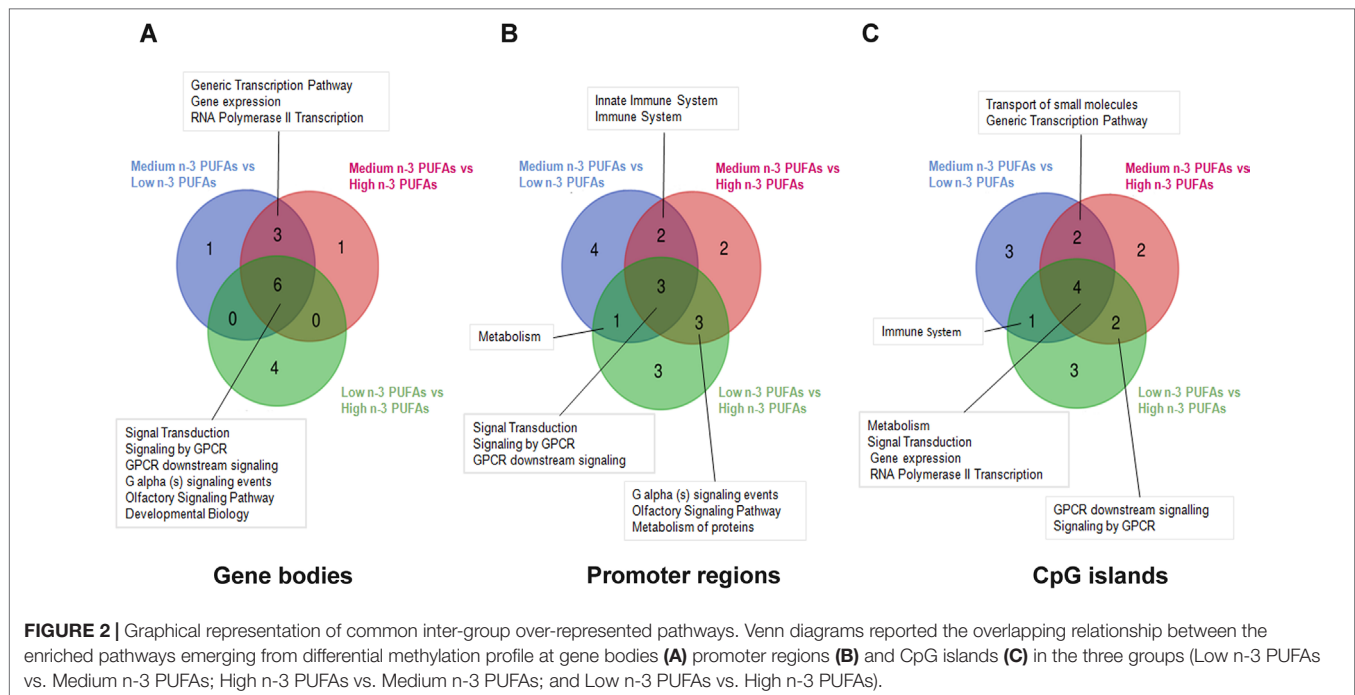 A
Generic Transcription Pathway
Gene expression
RNA Polymerase II Transcription
Medium n-3 PUFAs vs
Low n-3 PUFAs
Medium n-3 PUFAs vs
High n-3 PUFAs
1
3
1
6
0
0
4
Low n-3 PUFAs vs
High n-3 PUFAs
Signal Transduction
Signaling by GPCR
GPCR downstream signaling
G alpha (s) signaling events
Olfactory Signaling Pathway
Developmental Biology
Gene bodies
B
Innate Immune System
Immune System
Medium n-3 PUFAs vs
Low n-3 PUFAs
Medium n-3 PUFAs vs
High n-3 PUFAs
4
2
2
3
1
3
3
Metabolism
Low n-3 PUFAs vs
High n-3 PUFAs
Signal Transduction
Signaling by GPCR
GPCR downstream signaling
G alpha (s) signaling events
Olfactory Signaling Pathway
Metabolism of proteins
Promoter regions
C
Transport of small molecules
Generic Transcription Pathway
Medium n-3 PUFAs vs
Low n-3 PUFAs
Medium n-3 PUFAs vs
High n-3 PUFAs
3
2
2
4
1
2
3
Immune System
Low n-3 PUFAs vs
High n-3 PUFAs
Metabolism
Signal Transduction
Gene expression
RNA Polymerase II Transcription
GPCR downstream signalling
Signaling by GPCR
CpG islands
FIGURE 2 | Graphical representation of common inter-group over-represented pathways. Venn diagrams reported the overlapping relationship between the
enriched pathways emerging from differential methylation profile at gene bodies (A) promoter regions (B) and CpG islands (C) in the three groups (Low n-3 PUFAs
vs. Medium n-3 PUFAs; High n-3 PUFAs vs. Medium n-3 PUFAs; and Low n-3 PUFAs vs. High n-3 PUFAs).